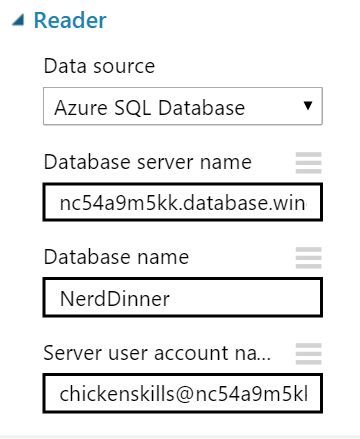 Reader
Data source
Azure SQL Database
Database server name
nc54a9m5kk.database.win
Database name
NerdDinner
Server user account na...
chickenskills@nc54a9m5kl